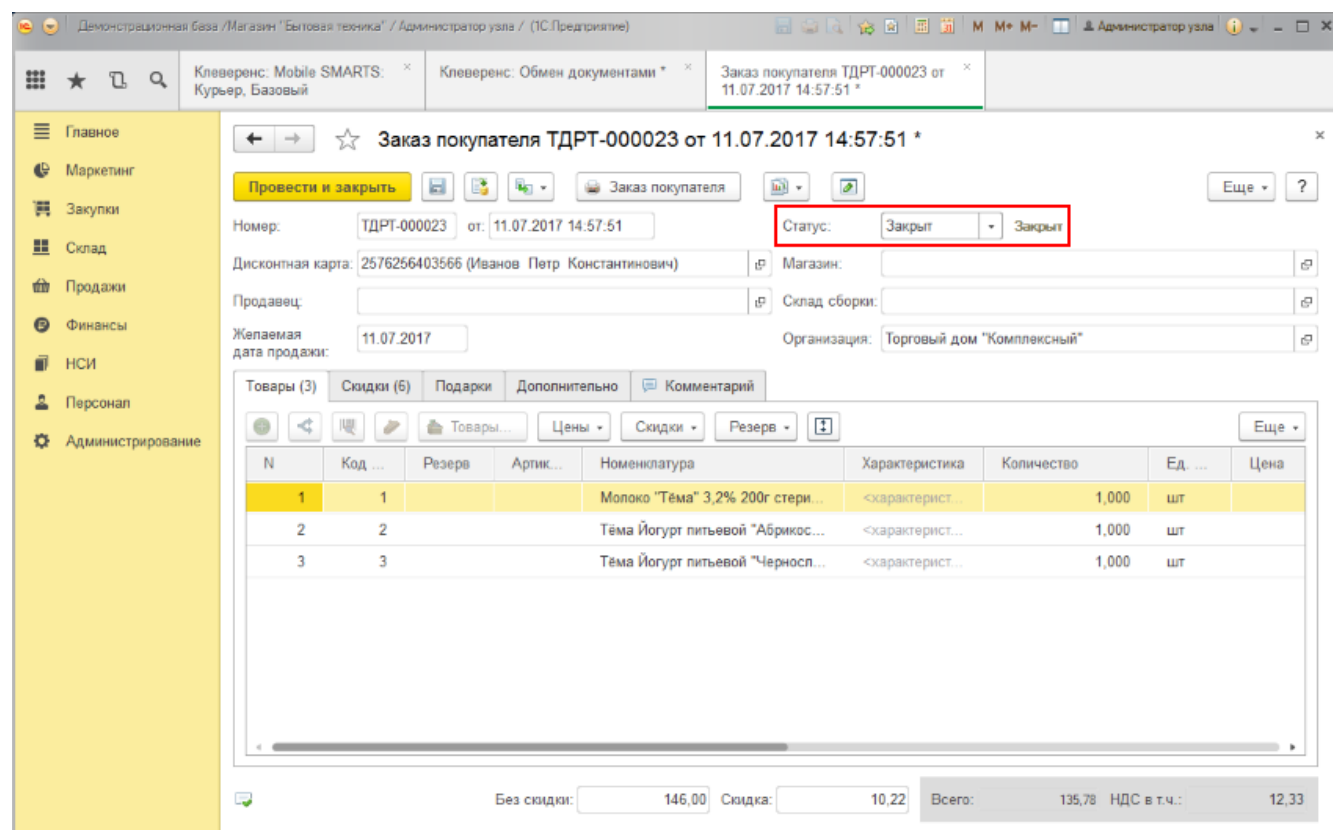 Демонстрационная база /Магазин "Бытовая техника" / Администратор узла / (1С:Предприятие)
M M+ M- Администратор узла
Клеверенс: Mobile SMARTS: Курьер, Базовый
Клеверенс: Обмен документами *
Заказ покупателя ТДРТ-000023 от 11.07.2017 14:57:51 *
Главное
Маркетинг
Закупки
Склад
Продажи
Финансы
НСИ
Персонал
Администрирование
Заказ покупателя ТДРТ-000023 от 11.07.2017 14:57:51 *
Провести и закрыть Заказ покупателя Еще ?
Номер: ТДРТ-000023 от: 11.07.2017 14:57:51 Статус: Закрыт Закрыт
Дисконтная карта: 2576256403566 (Иванов Петр Константинович) Магазин:
Продавец: Склад сборки:
Желаемая дата продажи: 11.07.2017 Организация: Торговый дом "Комплексный"
Товары (3) Скидки (6) Подарки Дополнительно Комментарий
Товары... Цены Скидки Резерв Еще
N Код ... Резерв Артик... Номенклатура Характеристика Количество Ед. ... Цена
1 1 Молоко "Тёма" 3,2% 200г стери... <характерист... 1,000 шт
2 2 Тёма Йогурт питьевой "Абрикос... <характерист... 1,000 шт
3 3 Тёма Йогурт питьевой "Черносл... <характерист... 1,000 шт
Без скидки: 146,00 Скидка: 10,22 Всего: 135,78 НДС в т.ч.: 12,33